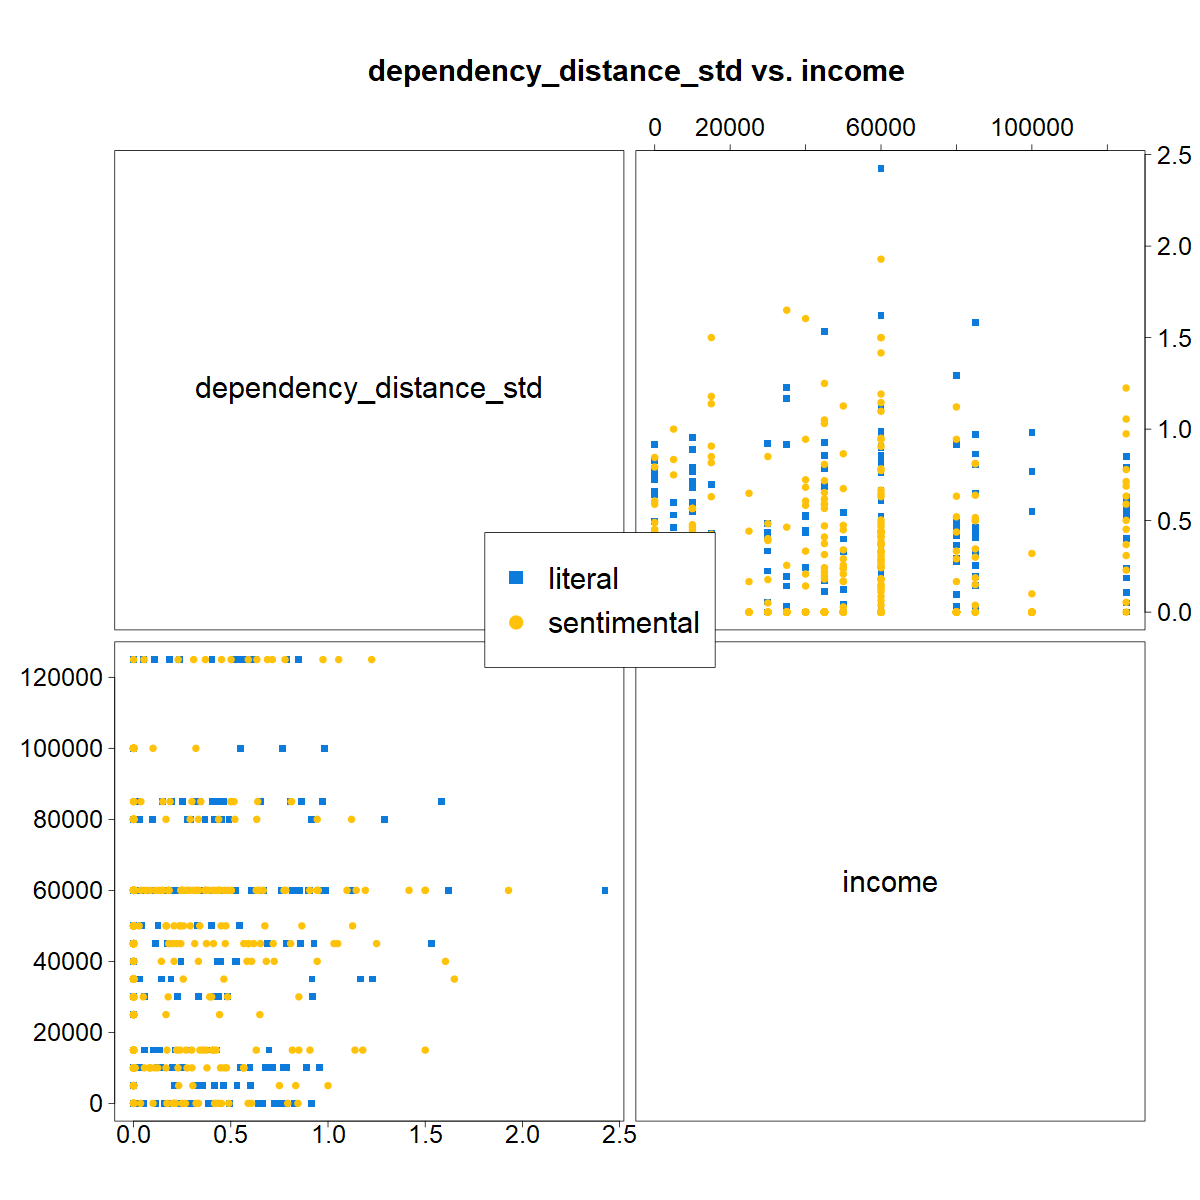 dependency_distance_std vs. income
0 20000 60000 100000
dependency_distance_std
2.5
2.0
1.5
1.0
0.5
0.0
literal
sentimental
120000
100000
80000
60000
40000
20000
0
income
0.0 0.5 1.0 1.5 2.0 2.5